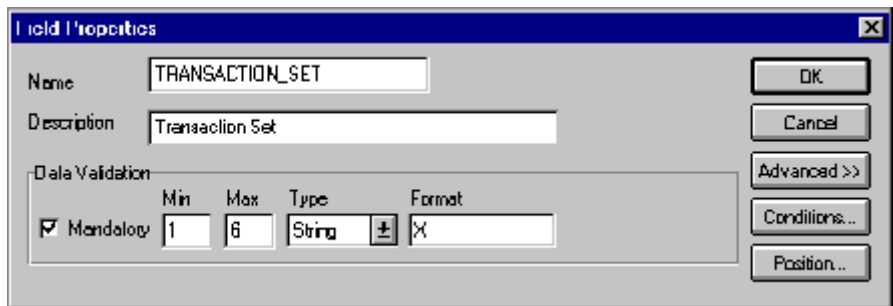 Field Properties
Name TRANSACTION_SET
OK
Description Transaction Set
Cancel
Data Validation
Advanced >>
Min Max Type Format
Mandatory 1 6 String X
Conditions...
Position...